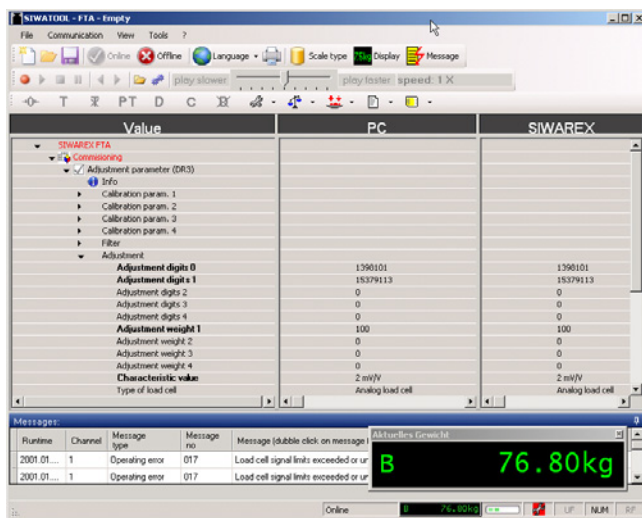 SIWATOOL - FTA - Empty
File Communication View Tools ?
Online Offline Language Scale type 76kg Display Message
play slower play faster speed: 1 X
T PT D C
Value PC SIWAREX
SIWAREX FTA
Commisioning
Adjustment parameter (DR3)
Info
Calibration param. 1
Calibration param. 2
Calibration param. 3
Calibration param. 4
Filter
Adjustment
Adjustment digits 0 1398101 1398101
Adjustment digits 1 15379113 15379113
Adjustment digits 2 0 0
Adjustment digits 3 0 0
Adjustment digits 4 0 0
Adjustment weight 1 100 100
Adjustment weight 2 0 0
Adjustment weight 3 0 0
Adjustment weight 4 0 0
Characteristic value 2 mV/V 2 mV/V
Type of load cell Analog load cell Analog load cell
Messages:
Runtime Channel Message type Message no Message (dubble click on message
2001.01.... 1 Operating error 017 Load cell signal limits exceeded or ur
2001.01.... 1 Operating error 017 Load cell signal limits exceeded or ur
Aktuelles Gewicht
B 76.80kg
Online B 76.80kg UF NUM RF